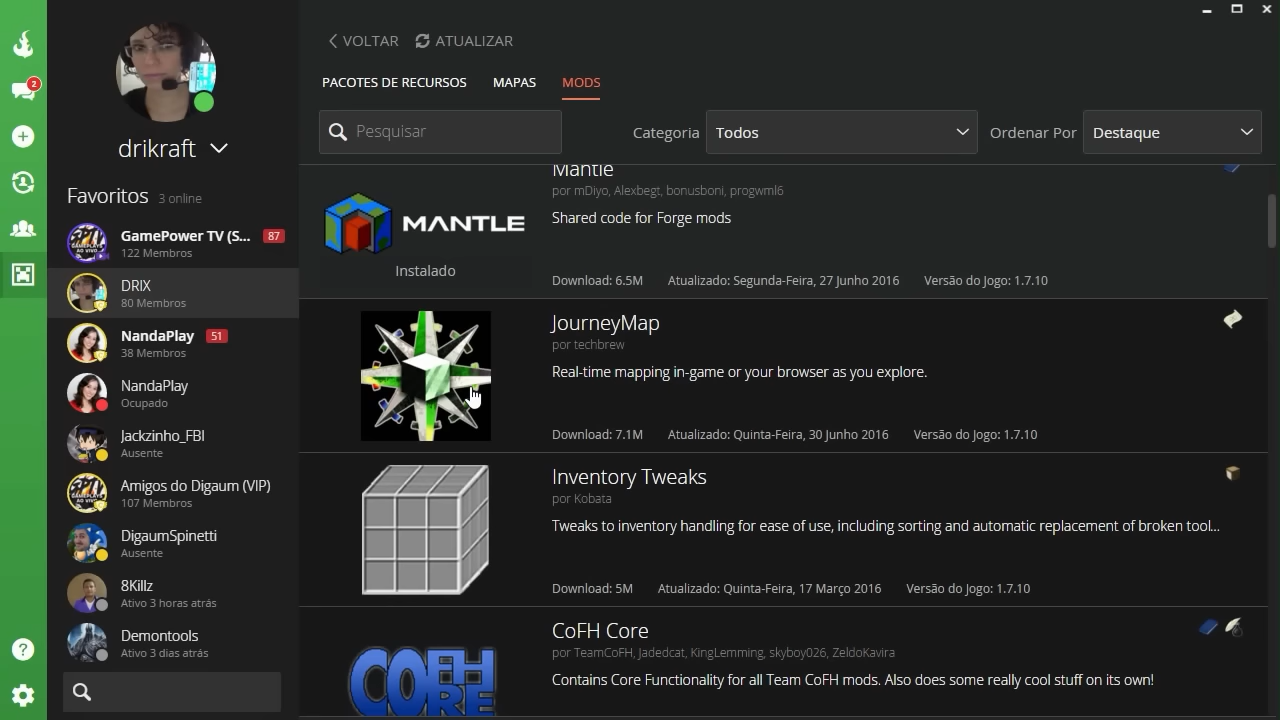 2
drikraft
Favoritos 3 online
GamePower TV (S... 87
122 Membros
DRIX
80 Membros
NandaPlay 51
38 Membros
NandaPlay
Ocupado
Jackzinho_FBI
Ausente
Amigos do Digaum (VIP)
107 Membros
DigaumSpinetti
Ausente
8Killz
Ativo 3 horas atrás
Demontools
Ativo 3 dias atrás
?
VOLTAR ATUALIZAR
PACOTES DE RECURSOS MAPAS MODS
Pesquisar Categoria Todos Ordenar Por Destaque
Mantle
por mDiyo, Alexbegt, bonusboni, progwml6
MANTLE
Shared code for Forge mods
Instalado
Download: 6.5M Atualizado: Segunda-Feira, 27 Junho 2016 Versão do Jogo: 1.7.10
JourneyMap
por techbrew
Real-time mapping in-game or your browser as you explore.
Download: 7.1M Atualizado: Quinta-Feira, 30 Junho 2016 Versão do Jogo: 1.7.10
Inventory Tweaks
por Kobata
Tweaks to inventory handling for ease of use, including sorting and automatic replacement of broken tool...
Download: 5M Atualizado: Quinta-Feira, 17 Março 2016 Versão do Jogo: 1.7.10
CoFH Core
por TeamCoFH, Jadedcat, KingLemming, skyboy026, ZeldoKavira
Contains Core Functionality for all Team CoFH mods. Also does some really cool stuff on its own!
COFH
CORE